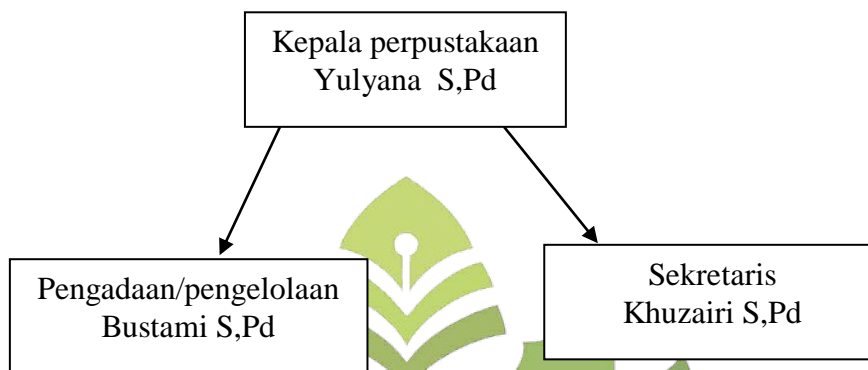 Kepala perpustakaan
Yulyana S,Pd
Pengadaan/pengelolaan
Bustami S,Pd
Sekretaris
Khuzairi S,Pd